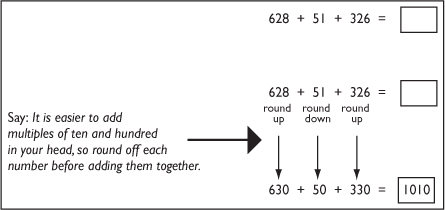 628 + 51 + 326 =
628 + 51 + 326 =
round round round
up down up
Say: It is easier to add
multiples of ten and hundred
in your head, so round off each
number before adding them together.
630 + 50 + 330 = 1010